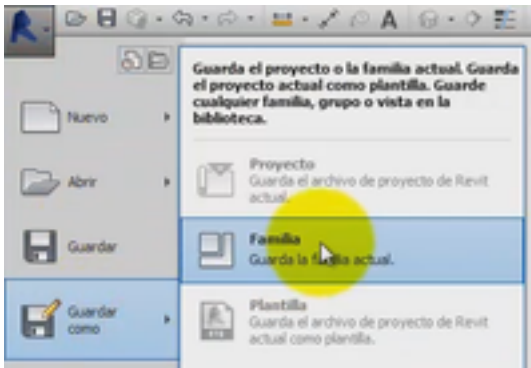 A
Guarda el proyecto o la familia actual. Guarda
el proyecto actual como plantilla. Guarde
cualquier familia, grupo o vista en la
biblioteca.
Nuevo
Proyecto
Guarda el archivo de proyecto de Revit
actual.
Abrir
Familia
Guarda la familia actual.
Guardar
Guardar
como
Plantilla
Guarda el archivo de proyecto de Revit
actual como plantilla.